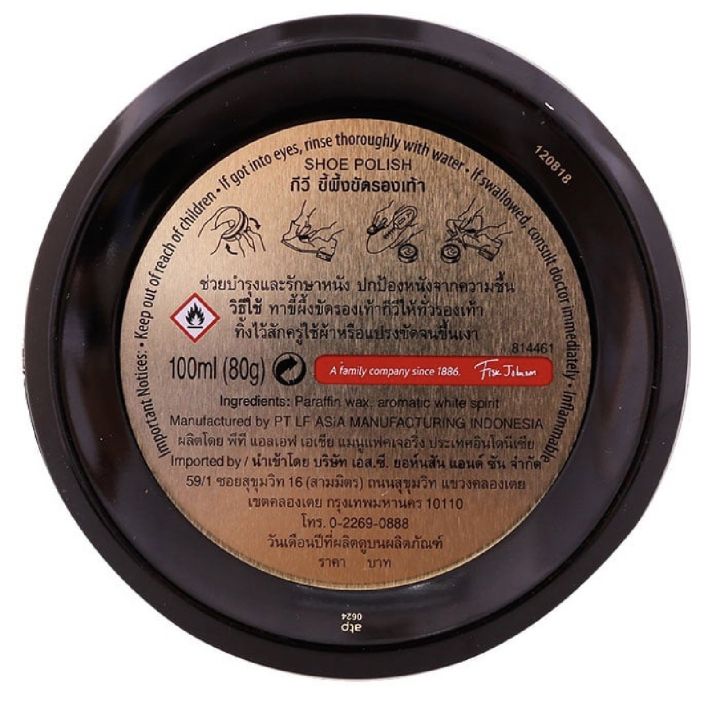 Important Notices: • Keep out of reach of children • If got into eyes, rinse thoroughly with water • If swallowed, consult doctor immediately • Inflammable
120818
SHOE POLISH
กีวี ขี้ผึ้งขัดรองเท้า
ช่วยบำรุงและรักษาหนัง ปกป้องหนังจากความชื้น
วิธีใช้ ทาขี้ผึ้งขัดรองเท้ากีวีให้ทั่วรองเท้า
ทิ้งไว้สักครู่ใช้ผ้าหรือแปรงขัดจนขึ้นเงา
814461
100ml (80g) A family company since 1886. Fisk Johnson
Ingredients: Paraffin wax, aromatic white spirit
Manufactured by PT LF ASIA MANUFACTURING INDONESIA
ผลิตโดย พีที แอลเอฟ เอเชีย แมนูแฟคเจอริ่ง ประเทศอินโดนีเซีย
Imported by / นำเข้าโดย บริษัท เอส.ซี. ยอห์นสัน แอนด์ ซัน จำกัด
59/1 ซอยสุขุมวิท 16 (สามมิตร) ถนนสุขุมวิท แขวงคลองเตย
เขตคลองเตย กรุงเทพมหานคร 10110
โทร. 0-2269-0888
วันเดือนปีที่ผลิตดูบนผลิตภัณฑ์
ราคา บาท
0624
atp